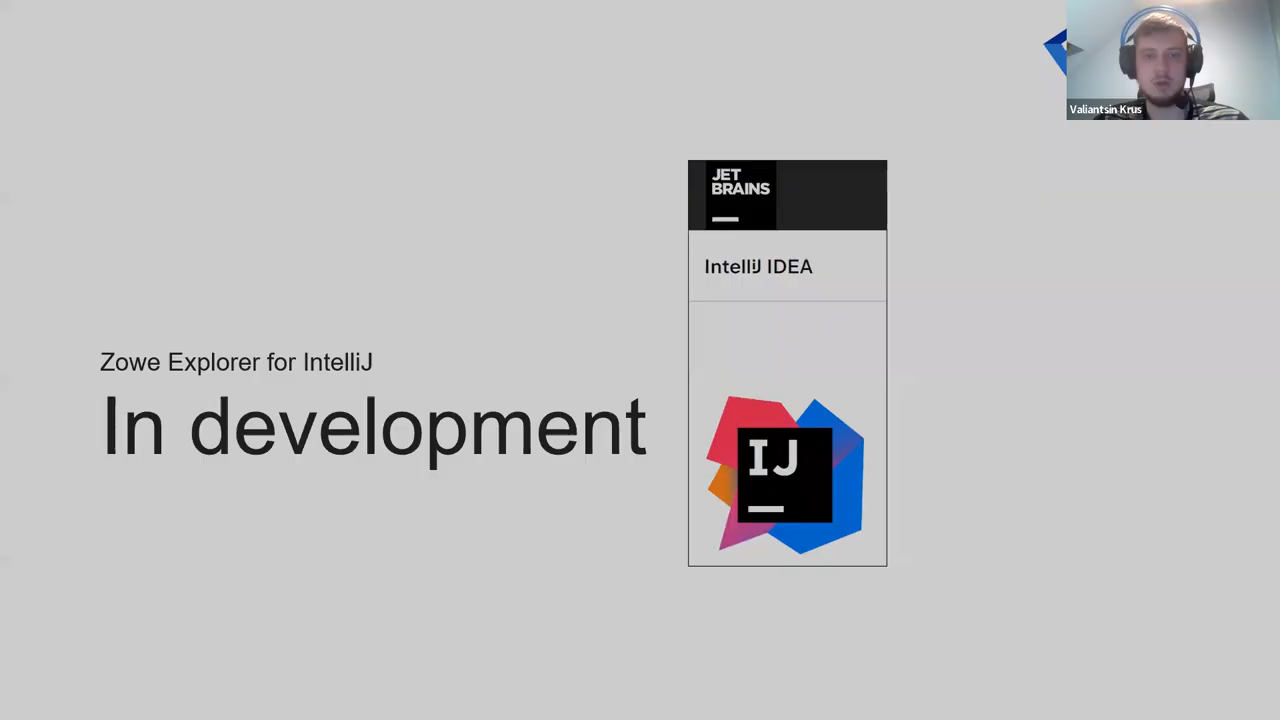 Valiantsin Krus
JET
BRAINS
IntelliJ IDEA
Zowe Explorer for IntelliJ
In development
IJ